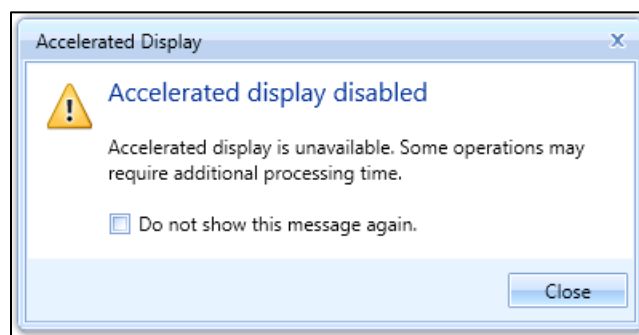 Accelerated Display
Accelerated display disabled
Accelerated display is unavailable. Some operations may
require additional processing time.
Do not show this message again.
Close